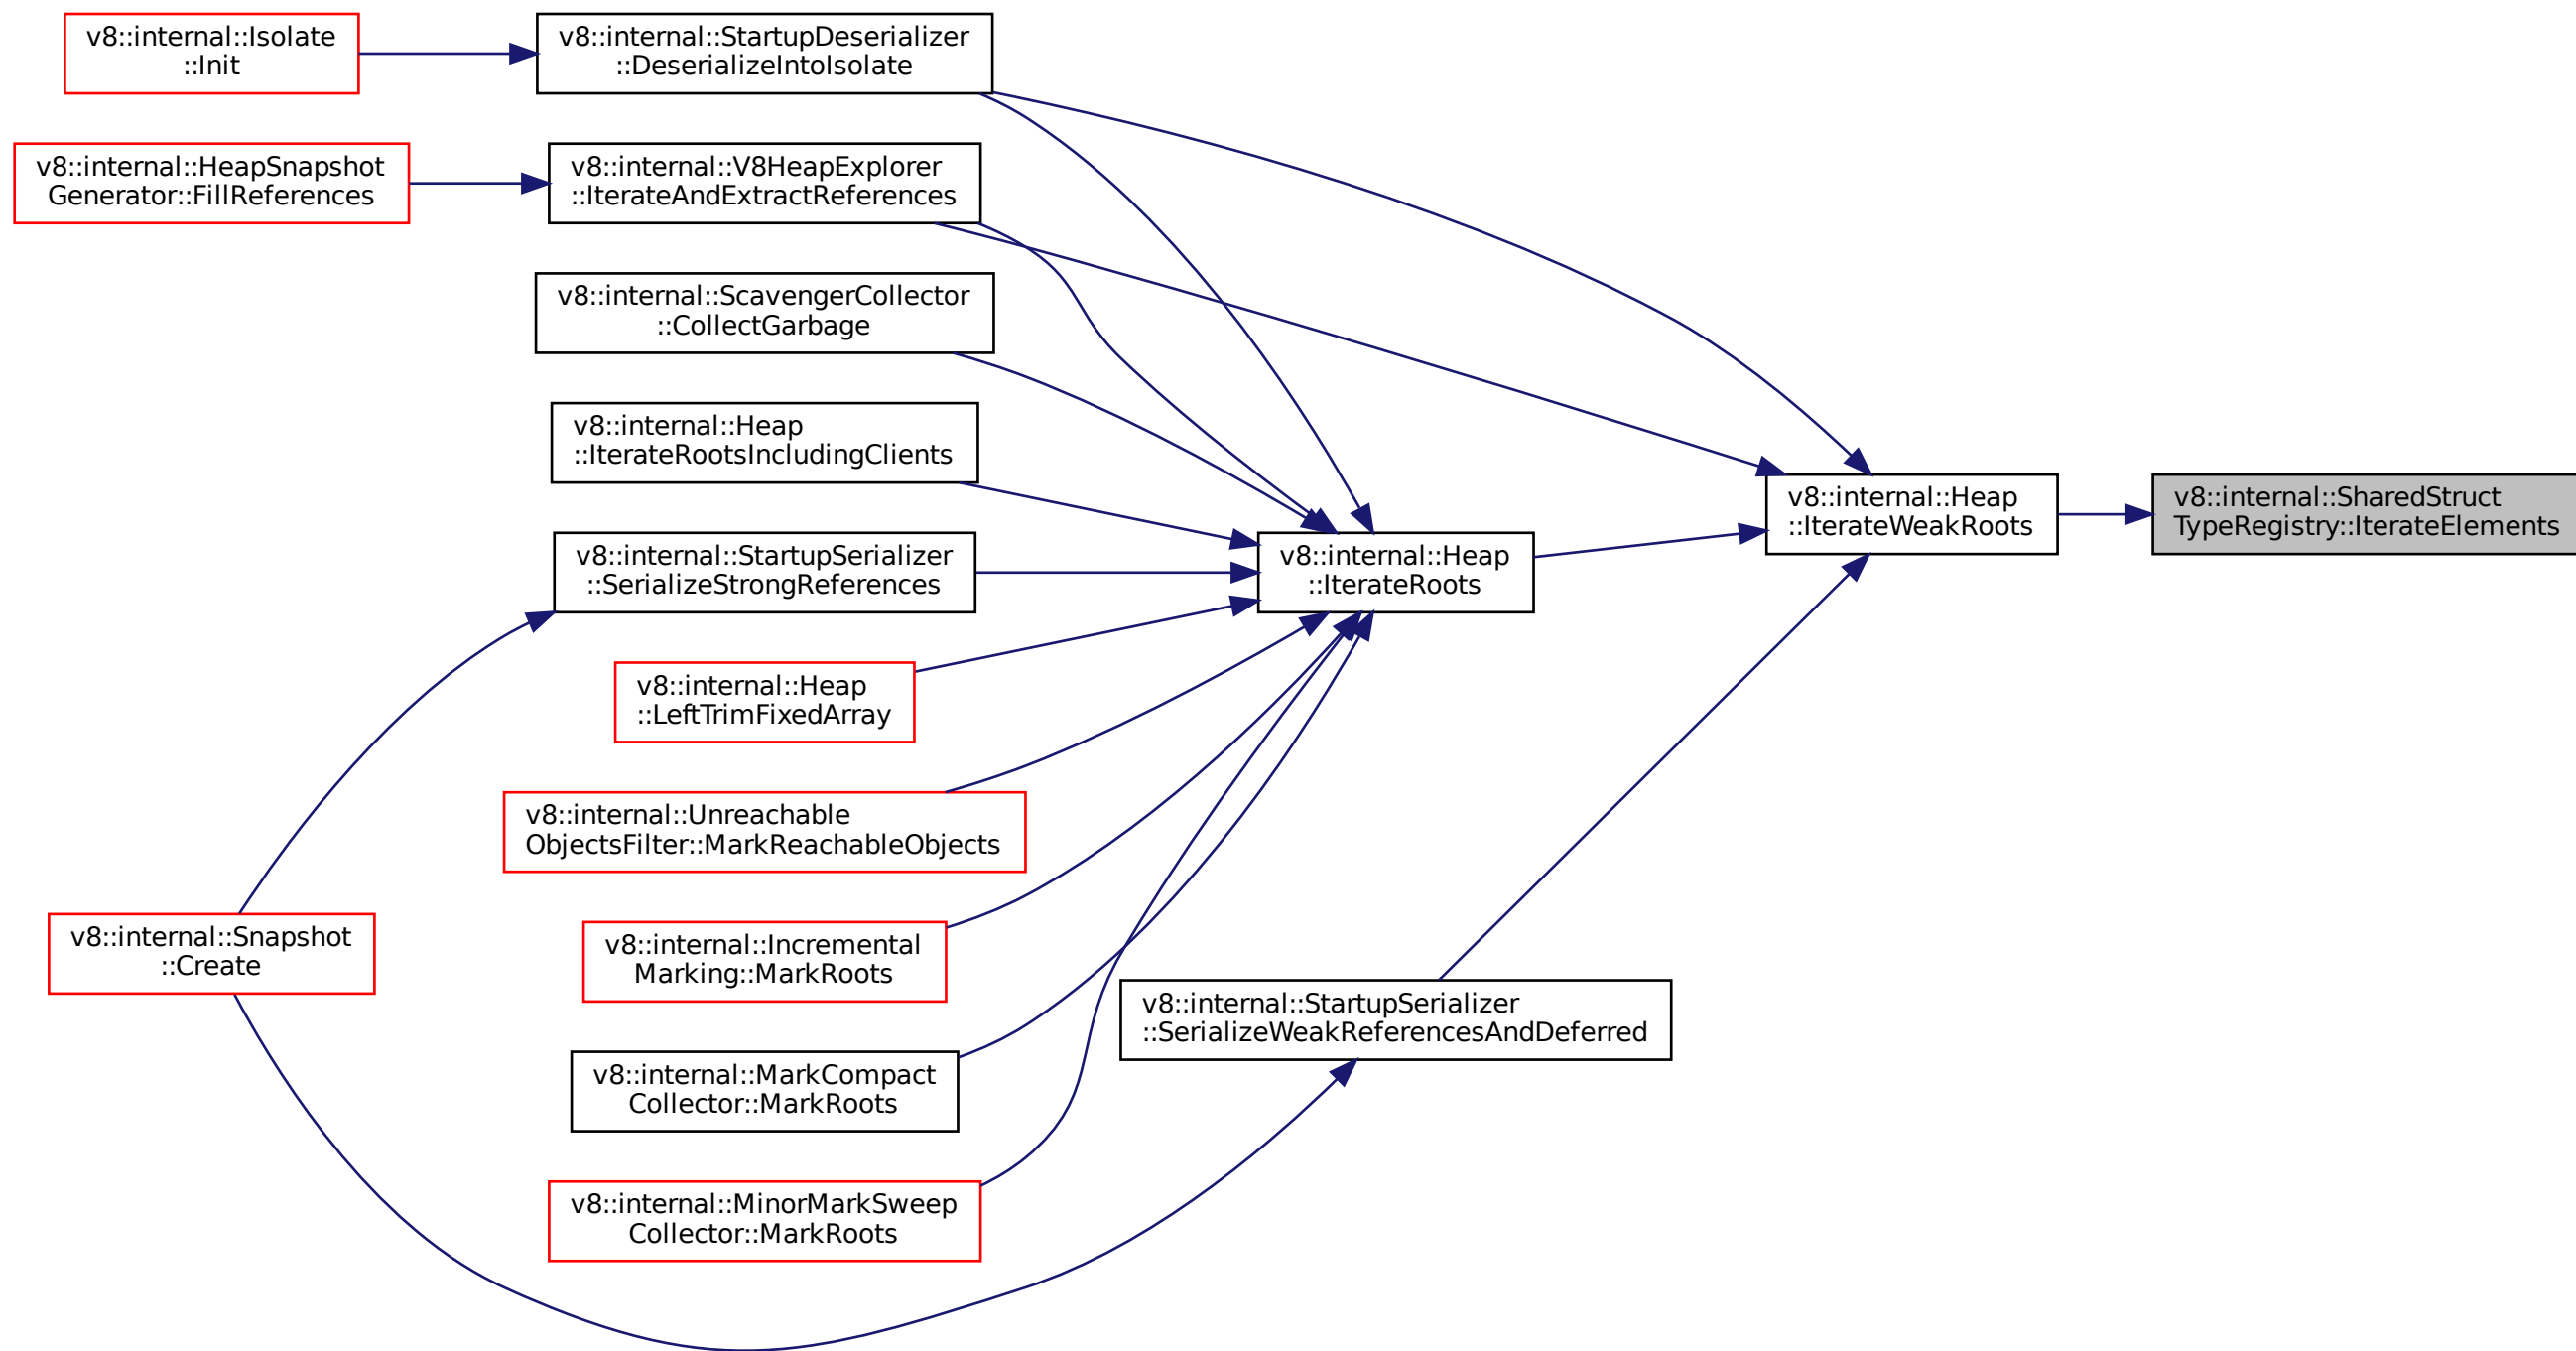 v8::internal::Isolate
::Init
v8::internal::StartupDeserializer
::DeserializeIntoIsolate
v8::internal::HeapSnapshot
Generator::FillReferences
v8::internal::V8HeapExplorer
::IterateAndExtractReferences
v8::internal::ScavengerCollector
::CollectGarbage
v8::internal::Heap
::IterateRootsIncludingClients
v8::internal::StartupSerializer
::SerializeStrongReferences
v8::internal::Heap
::IterateRoots
v8::internal::Heap
::IterateWeakRoots
v8::internal::SharedStruct
TypeRegistry::IterateElements
v8::internal::Heap
::LeftTrimFixedArray
v8::internal::Unreachable
ObjectsFilter::MarkReachableObjects
v8::internal::Snapshot
::Create
v8::internal::Incremental
Marking::MarkRoots
v8::internal::StartupSerializer
::SerializeWeakReferencesAndDeferred
v8::internal::MarkCompact
Collector::MarkRoots
v8::internal::MinorMarkSweep
Collector::MarkRoots